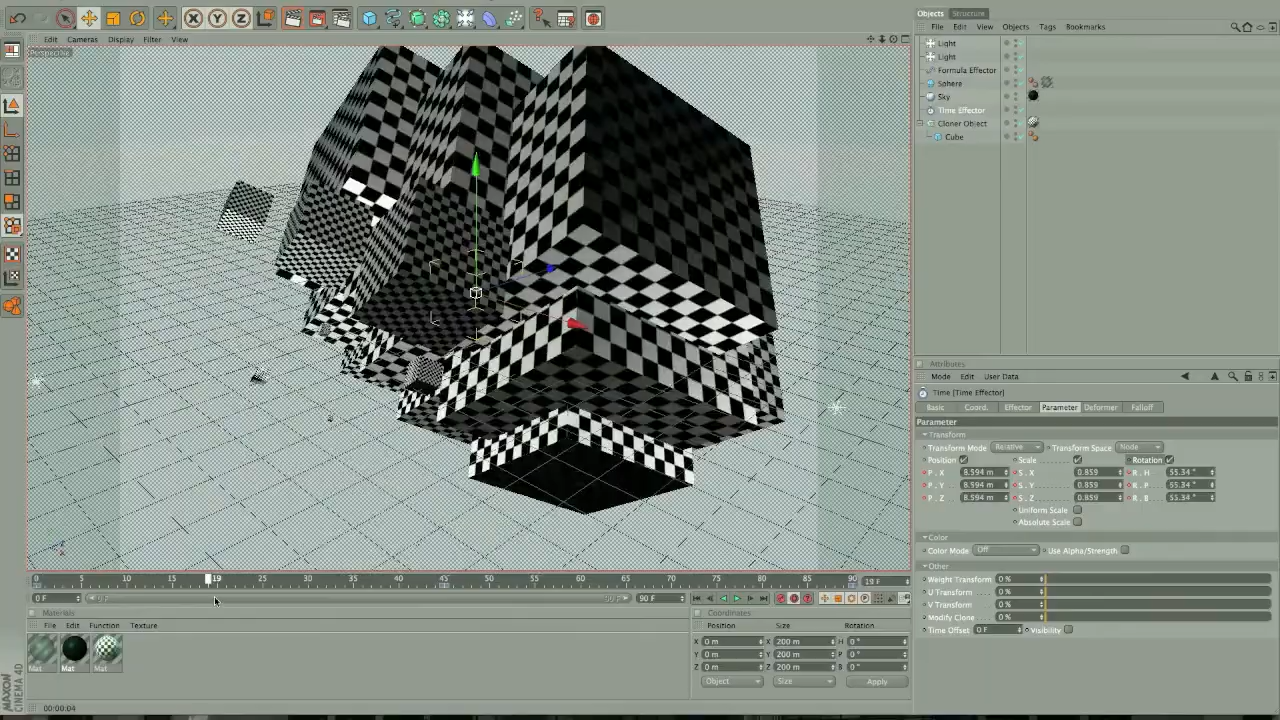 Objects Structure
File Edit View Objects Tags Bookmarks
Edit Cameras Display Filter View
Perspective
Light
Light
Formula Effector
Sphere
Sky
Time Effector
Cloner Object
Cube
Attributes
Mode Edit User Data
Time [Time Effector]
Basic Coord. Effector Parameter Deformer Falloff
Parameter
Transform
Transform Mode Relative Transform Space Node
Position Scale Rotation
P . X 8.594 m S . X 0.859 R . H 55.34 °
P . Y 8.594 m S . Y 0.859 R . P 55.34 °
P . Z 8.594 m S . Z 0.859 R . B 55.34 °
Uniform Scale
Absolute Scale
Color
Color Mode Off Use Alpha/Strength
Other
Weight Transform 0 %
U Transform 0 %
V Transform 0 %
Modify Clone 0 %
Time Offset 0 F Visibility
0 5 10 15 19 25 30 35 40 45 50 55 60 65 70 75 80 85 90 19 F
0 F 90 F
Materials
File Edit Function Texture
Mat Mat Mat
Coordinates
Position Size Rotation
X 0 m X 200 m H 0 °
Y 0 m Y 200 m P 0 °
Z 0 m Z 200 m B 0 °
Object Size Apply
MAXON
CINEMA 4D
00:00:04